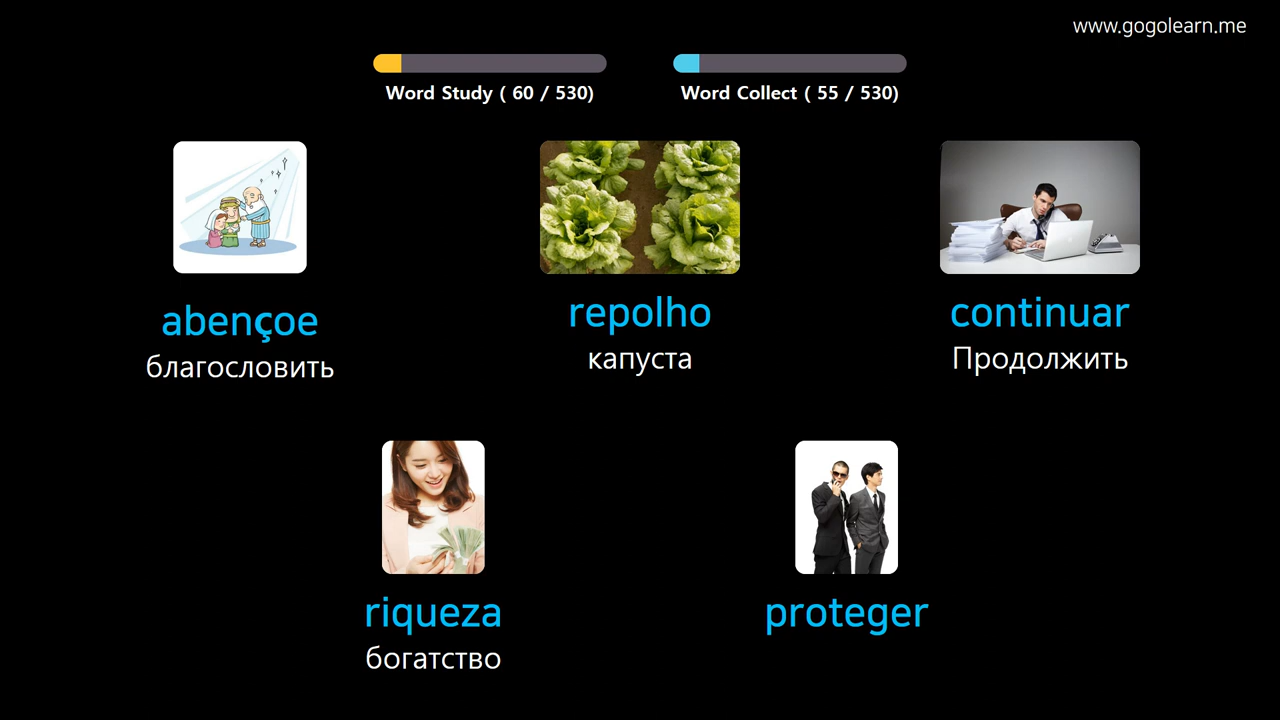 www.gogolearn.me
Word Study ( 60 / 530)
Word Collect ( 55 / 530)
abençoe
благословить
repolho
капуста
continuar
Продолжить
riqueza
богатство
proteger